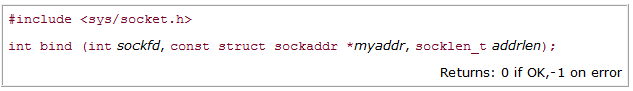 #include <sys/socket.h>
int bind (int sockfd, const struct sockaddr *myaddr, socklen_t addrlen);
Returns: 0 if OK,-1 on error